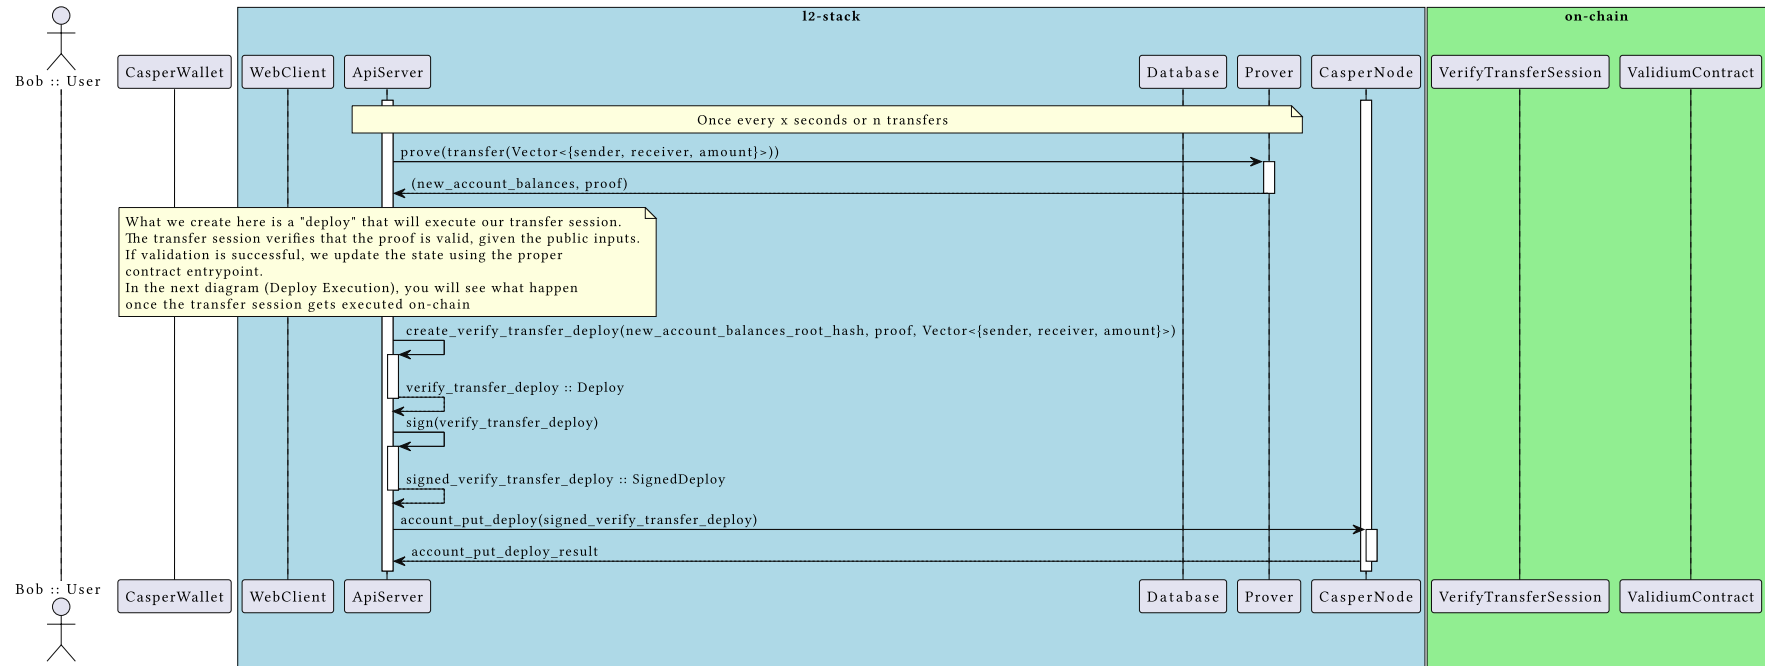 l2-stack
on-chain
Bob :: User
CasperWallet
WebClient
ApiServer
Database
Prover
CasperNode
VerifyTransferSession
ValidiumContract
Once every x seconds or n transfers
prove(transfer(Vector<{sender, receiver, amount}>))
(new_account_balances, proof)
What we create here is a "deploy" that will execute our transfer session.
The transfer session verifies that the proof is valid, given the public inputs.
If validation is successful, we update the state using the proper
contract entrypoint.
In the next diagram (Deploy Execution), you will see what happen
once the transfer session gets executed on-chain
create_verify_transfer_deploy(new_account_balances_root_hash, proof, Vector<{sender, receiver, amount}>)
verify_transfer_deploy :: Deploy
sign(verify_transfer_deploy)
signed_verify_transfer_deploy :: SignedDeploy
account_put_deploy(signed_verify_transfer_deploy)
account_put_deploy_result
Bob :: User
CasperWallet
WebClient
ApiServer
Database
Prover
CasperNode
VerifyTransferSession
ValidiumContract